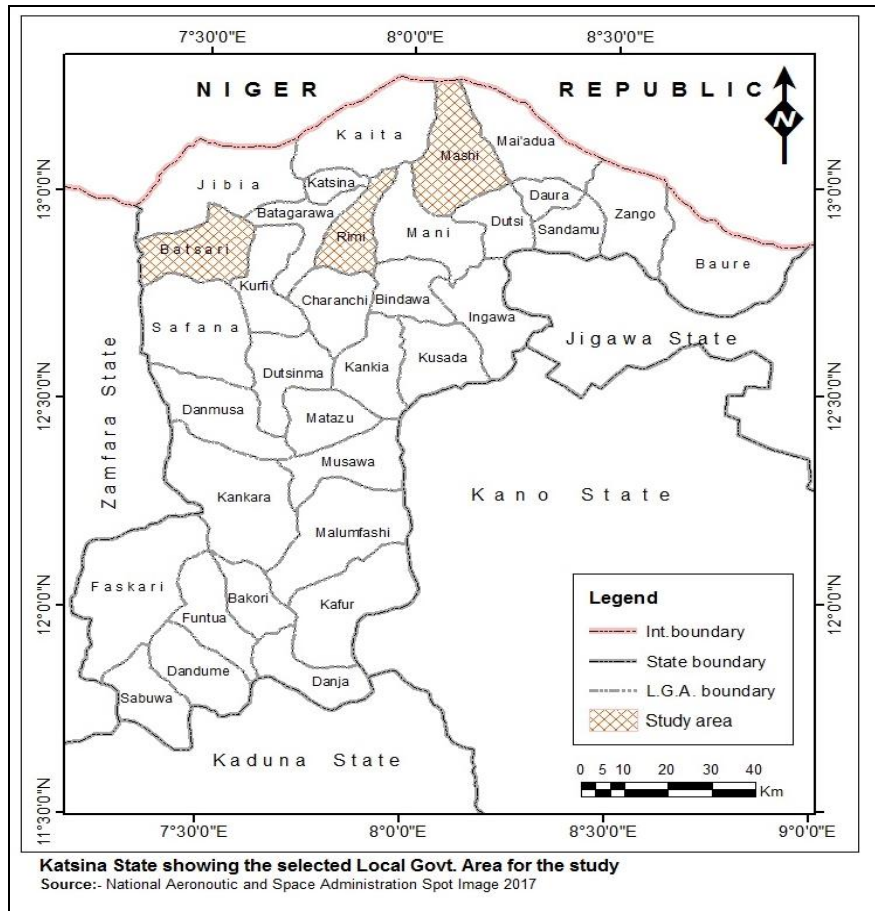 7°30'0"E 8°0'0"E 8°30'0"E
NIGER REPUBLIC
N
Kaita
Mashi
Mai'adua
13°0'0"N 13°0'0"N
Jibia
Katsina
Daura
Batagarawa
Zango
Dutsi
Rimi
Mani
Sandamu
Batsari
Baure
Kurfi
Charanchi
Bindawa
Safana
Ingawa
Jigawa State
Kusada
Dutsinma
Kankia
12°30'0"N 12°30'0"N
Zamfara State
Danmusa
Matazu
Musawa
Kankara
Kano State
Malumfashi
Faskari
Bakori
Kafur
12°0'0"N 12°0'0"N
Funtua
Dandume
Danja
Sabuwa
Kaduna State
Legend
Int.boundary
State boundary
L.G.A. boundary
Study area
0 5 10 20 30 40
Km
11°30'0"N 11°30'0"N
7°30'0"E 8°0'0"E 8°30'0"E 9°0'0"E
Katsina State showing the selected Local Govt. Area for the study
Source:- National Aeronoutic and Space Administration Spot Image 2017